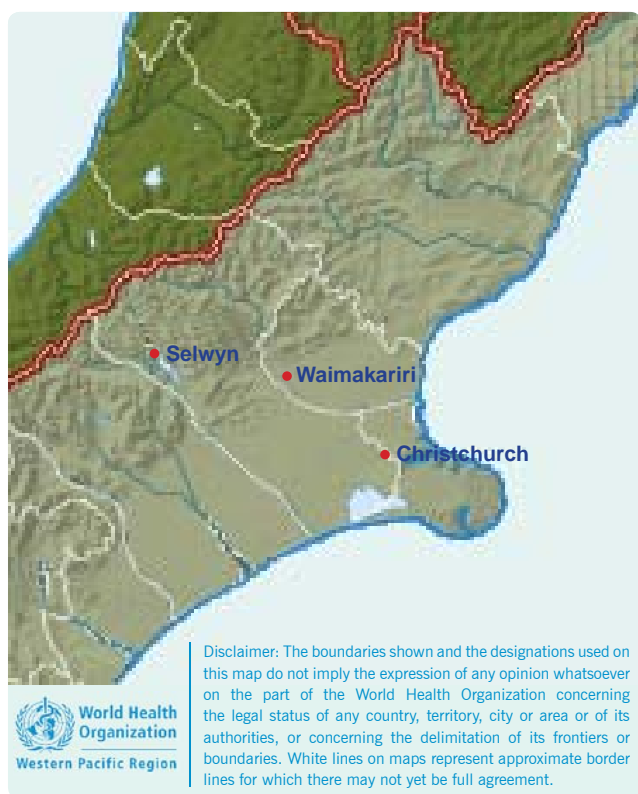 Selwyn
Waimakariri
Christchurch
Disclaimer: The boundaries shown and the designations used on
this map do not imply the expression of any opinion whatsoever
on the part of the World Health Organization concerning
the legal status of any country, territory, city or area or of its
authorities, or concerning the delimitation of its frontiers or
boundaries. White lines on maps represent approximate border
lines for which there may not yet be full agreement.
World Health
Organization
Western Pacific Region